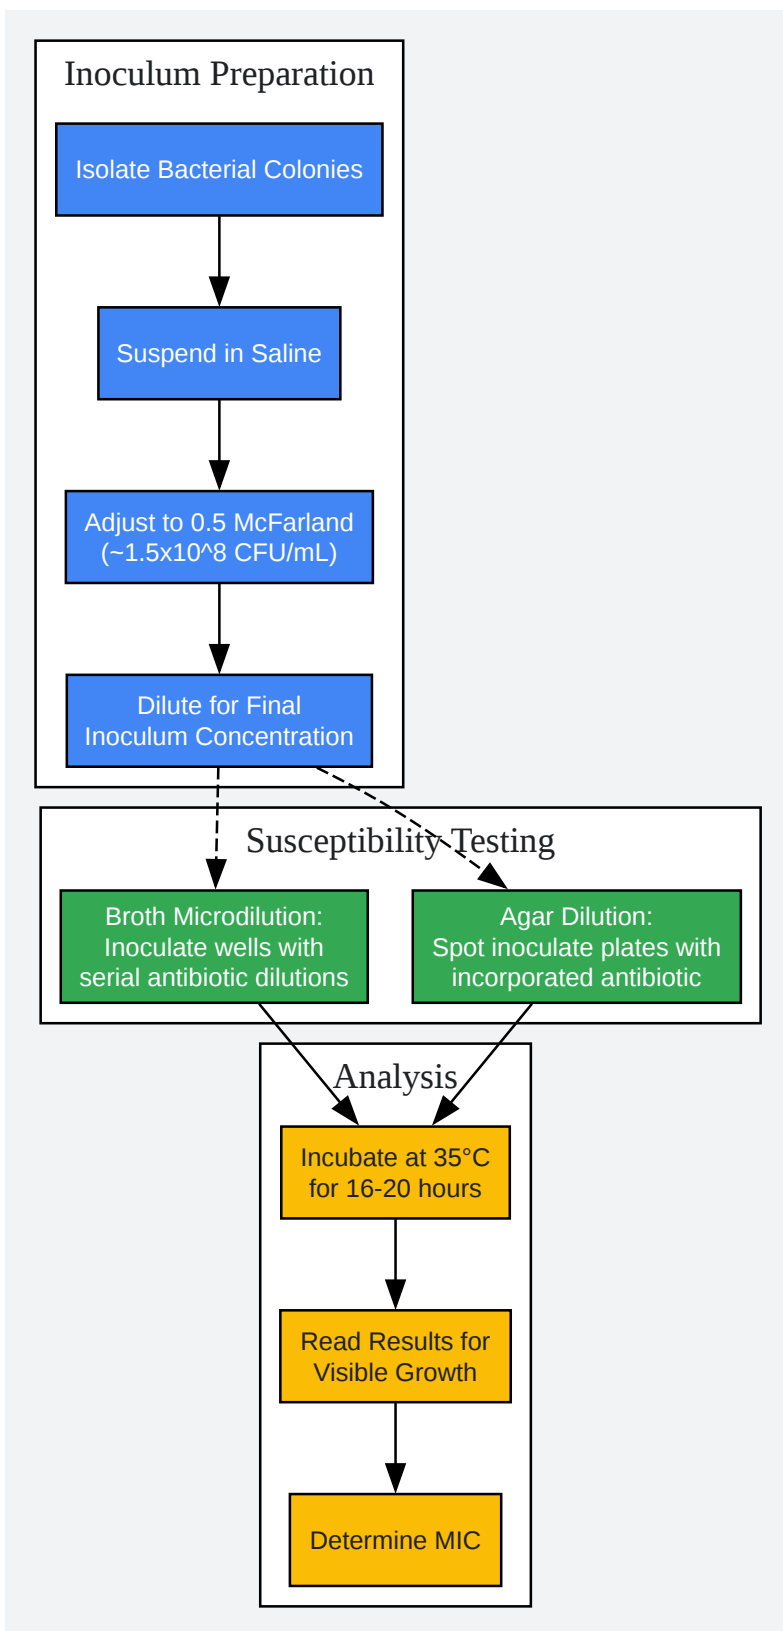 Inoculum Preparation
Isolate Bacterial Colonies
Suspend in Saline
Adjust to 0.5 McFarland
(~1.5x10^8 CFU/mL)
Dilute for Final
Inoculum Concentration
Susceptibility Testing
Broth Microdilution:
Inoculate wells with
serial antibiotic dilutions
Agar Dilution:
Spot inoculate plates with
incorporated antibiotic
Analysis
Incubate at 35°C
for 16-20 hours
Read Results for
Visible Growth
Determine MIC